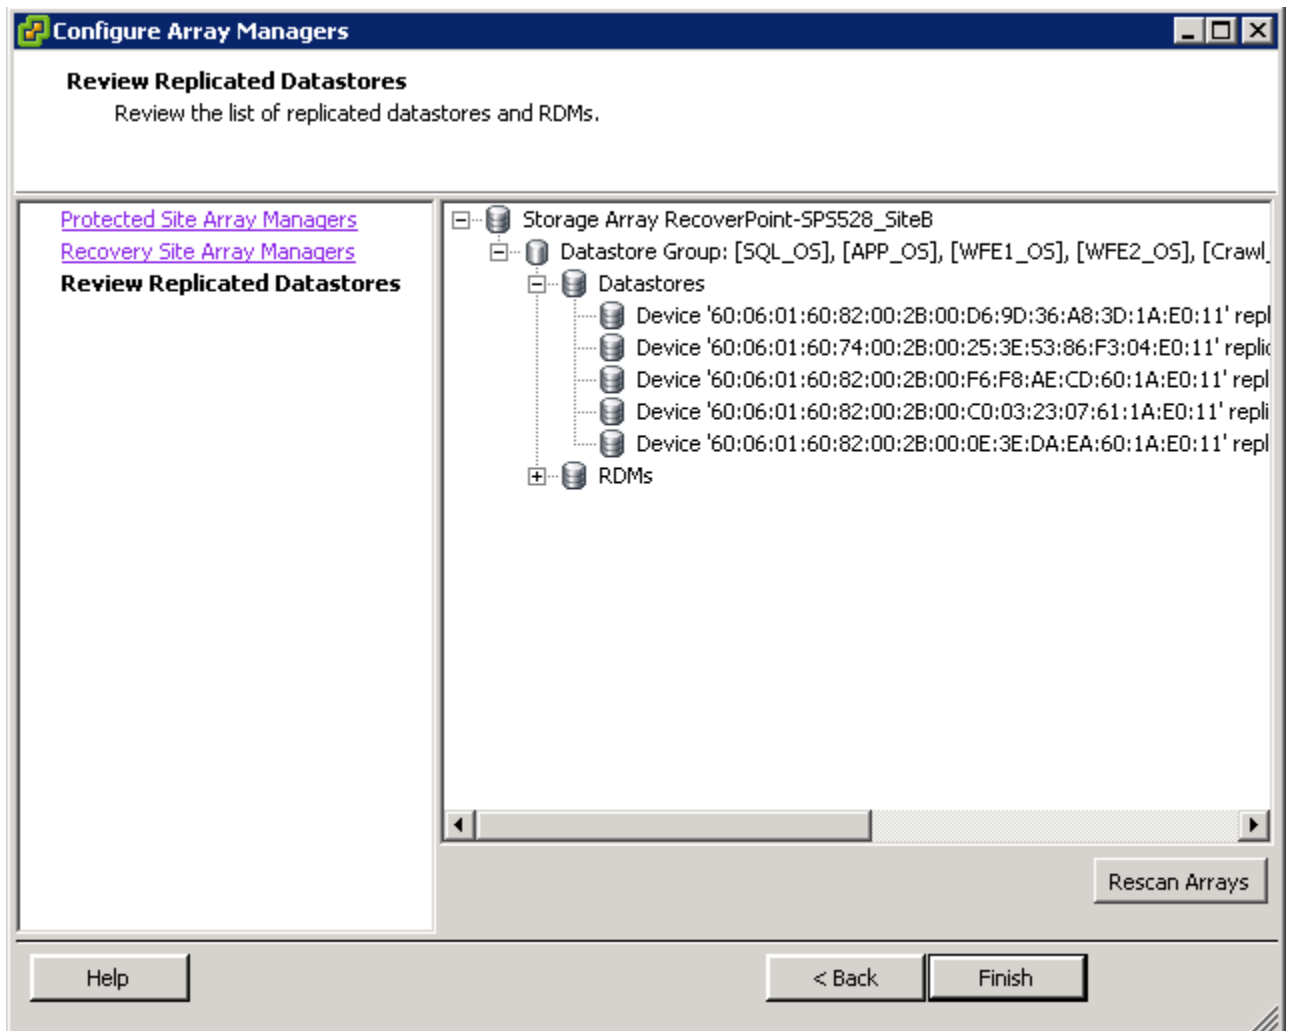 Configure Array Managers
Review Replicated Datastores
Review the list of replicated datastores and RDMs.
Protected Site Array Managers
Recovery Site Array Managers
Review Replicated Datastores
Storage Array RecoverPoint-SPS528_SiteB
Datastore Group: [SQL_OS], [APP_OS], [WFE1_OS], [WFE2_OS], [Crawl_
Datastores
Device '60:06:01:60:82:00:2B:00:D6:9D:36:A8:3D:1A:E0:11' repl
Device '60:06:01:60:74:00:2B:00:25:3E:53:86:F3:04:E0:11' replic
Device '60:06:01:60:82:00:2B:00:F6:F8:AE:CD:60:1A:E0:11' repl
Device '60:06:01:60:82:00:2B:00:C0:03:23:07:61:1A:E0:11' repli
Device '60:06:01:60:82:00:2B:00:0E:3E:DA:EA:60:1A:E0:11' repl
RDMs
Rescan Arrays
Help
< Back
Finish